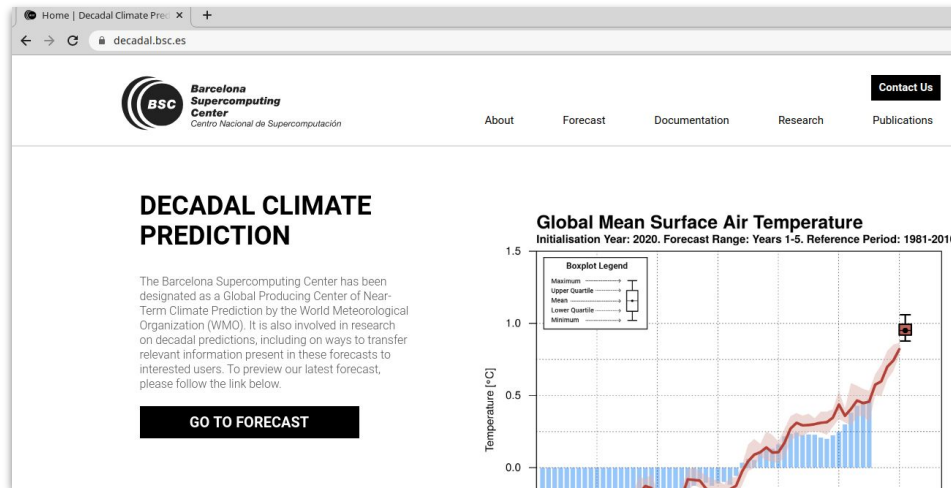 Home | Decadal Climate Pre
decadal.bsc.es
BSC
Barcelona
Supercomputing
Center
Centro Nacional de Supercomputación
Contact Us
About Forecast Documentation Research Publications
DECADAL CLIMATE
PREDICTION
The Barcelona Supercomputing Center has been
designated as a Global Producing Center of Near-
Term Climate Prediction by the World Meteorological
Organization (WMO). It is also involved in research
on decadal predictions, including on ways to transfer
relevant information present in these forecasts to
interested users. To preview our latest forecast,
please follow the link below.
GO TO FORECAST
Global Mean Surface Air Temperature
Initialisation Year: 2020. Forecast Range: Years 1-5. Reference Period: 1981-2010
Boxplot Legend
Maximum
Upper Quartile
Mean
Lower Quartile
Minimum
Temperature [°C]
1.5
1.0
0.5
0.0